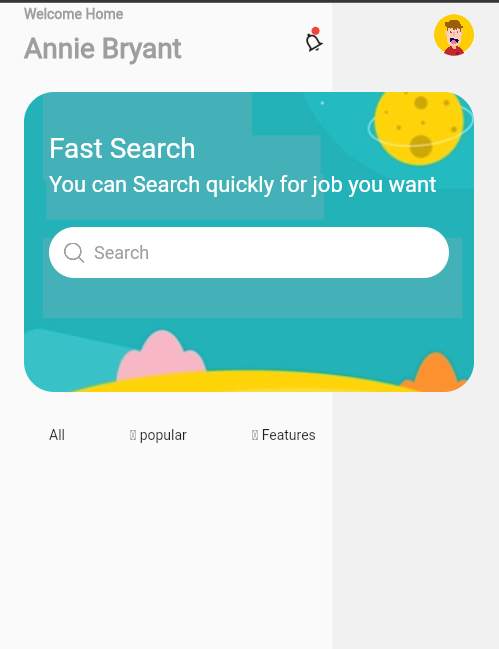 Welcome Home
Annie Bryant
Fast Search
You can Search quickly for job you want
Search
All
popular
Features